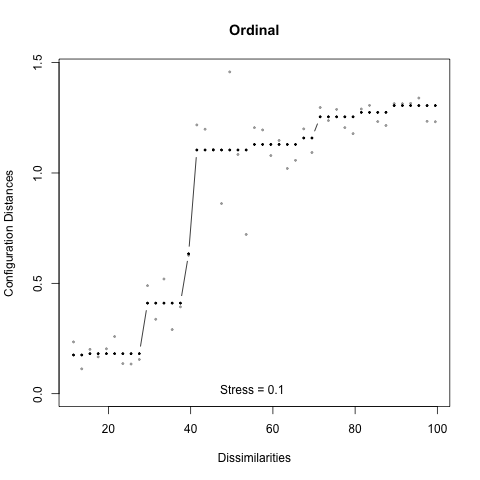 Ordinal
1.5
1.0
0.5
0.0
Configuration Distances
Stress = 0.1
20 40 60 80 100
Dissimilarities